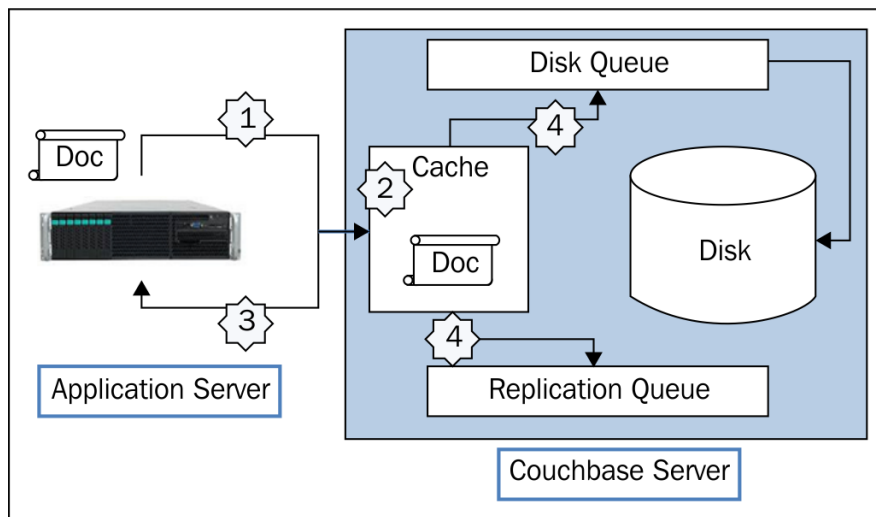 Disk Queue
1
4
Doc
Cache
2
Doc
Disk
3
4
Application Server
Replication Queue
Couchbase Server